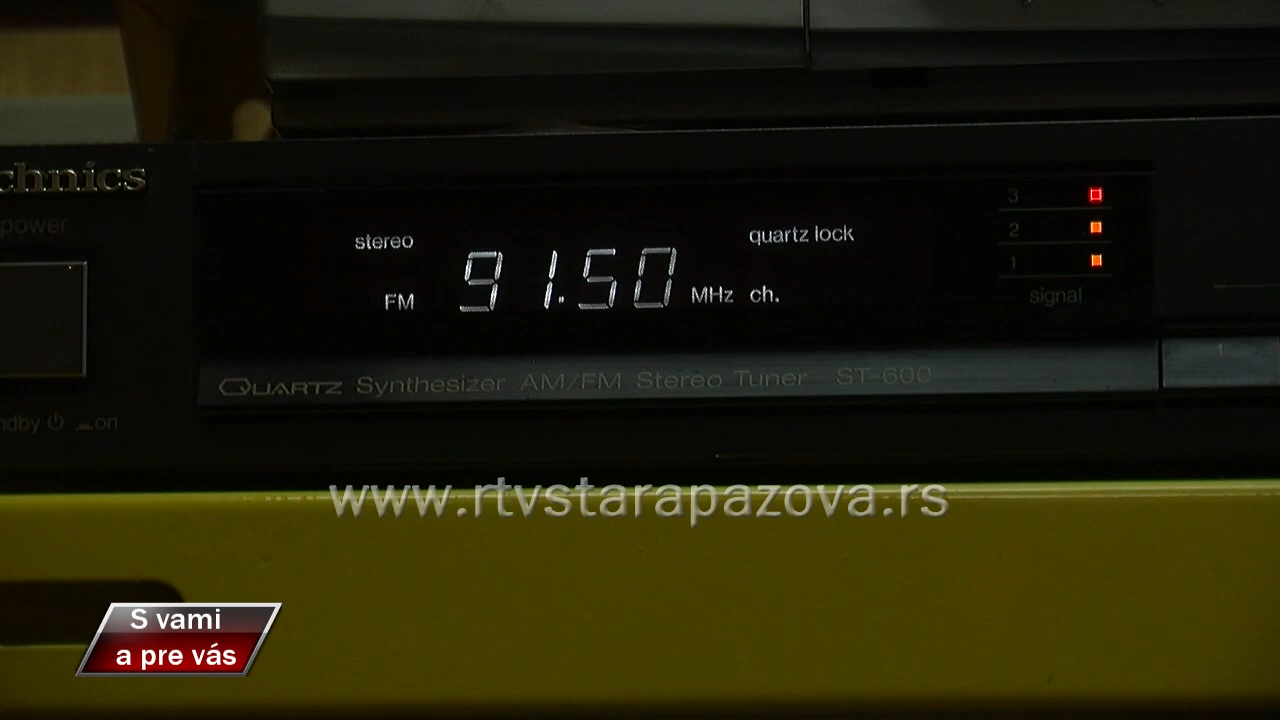 chnics
power
stereo
quartz lock
FM
91.50
MHz
ch.
3
2
1
signal
QUARTZ Synthesizer AM/FM Stereo Tuner ST-600
1
ndby
on
www.rtvstarapazova.rs
S vami
a pre vás